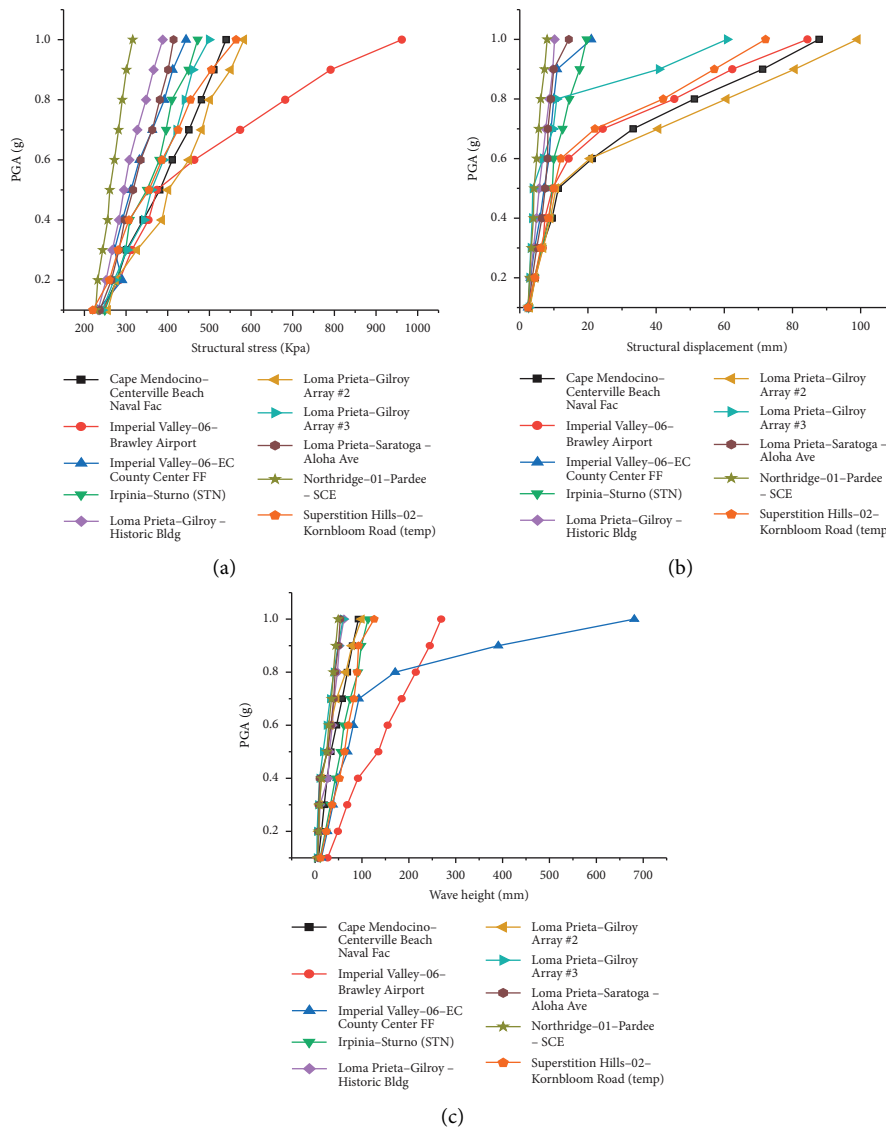 1.0
0.8
0.6
0.4
0.2
PGA (g)
200 300 400 500 600 700 800 900 1000
Structural stress (Kpa)
Cape Mendocino–
Centerville Beach
Naval Fac
Imperial Valley–06–
Brawley Airport
Imperial Valley–06–EC
County Center FF
Irpinia–Sturno (STN)
Loma Prieta–Gilroy –
Historic Bldg
Loma Prieta–Gilroy
Array #2
Loma Prieta–Gilroy
Array #3
Loma Prieta–Saratoga –
Aloha Ave
Northridge–01–Pardee
– SCE
Superstition Hills–02–
Kornbloom Road (temp)
(a)
1.0
0.8
0.6
0.4
0.2
PGA (g)
0 20 40 60 80 100
Structural displacement (mm)
Cape Mendocino–
Centerville Beach
Naval Fac
Imperial Valley–06–
Brawley Airport
Imperial Valley–06–EC
County Center FF
Irpinia–Sturno (STN)
Loma Prieta–Gilroy –
Historic Bldg
Loma Prieta–Gilroy
Array #2
Loma Prieta–Gilroy
Array #3
Loma Prieta–Saratoga –
Aloha Ave
Northridge–01–Pardee
– SCE
Superstition Hills–02–
Kornbloom Road (temp)
(b)
1.0
0.8
0.6
0.4
0.2
PGA (g)
0 100 200 300 400 500 600 700
Wave height (mm)
Cape Mendocino–
Centerville Beach
Naval Fac
Imperial Valley–06–
Brawley Airport
Imperial Valley–06–EC
County Center FF
Irpinia–Sturno (STN)
Loma Prieta–Gilroy –
Historic Bldg
Loma Prieta–Gilroy
Array #2
Loma Prieta–Gilroy
Array #3
Loma Prieta–Saratoga –
Aloha Ave
Northridge–01–Pardee
– SCE
Superstition Hills–02–
Kornbloom Road (temp)
(c)